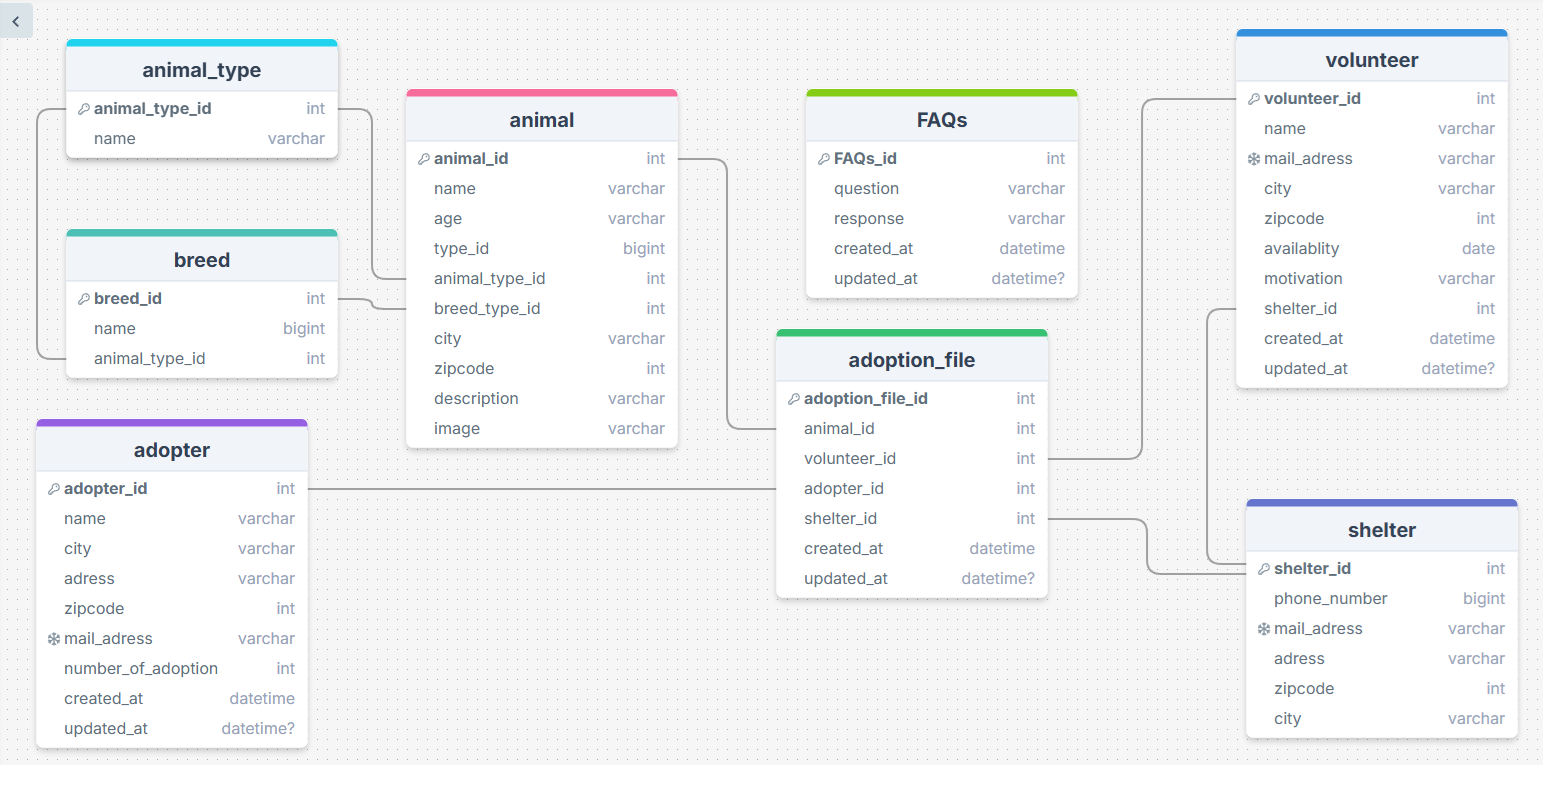 animal_type
animal_type_id int
name varchar
breed
breed_id int
name bigint
animal_type_id int
adopter
adopter_id int
name varchar
city varchar
adress varchar
zipcode int
mail_adress varchar
number_of_adoption int
created_at datetime
updated_at datetime?
animal
animal_id int
name varchar
age varchar
type_id bigint
animal_type_id int
breed_type_id int
city varchar
zipcode int
description varchar
image varchar
FAQs
FAQs_id int
question varchar
response varchar
created_at datetime
updated_at datetime?
adoption_file
adoption_file_id int
animal_id int
volunteer_id int
adopter_id int
shelter_id int
created_at datetime
updated_at datetime?
volunteer
volunteer_id int
name varchar
mail_adress varchar
city varchar
zipcode int
availablity date
motivation varchar
shelter_id int
created_at datetime
updated_at datetime?
shelter
shelter_id int
phone_number bigint
mail_adress varchar
adress varchar
zipcode int
city varchar